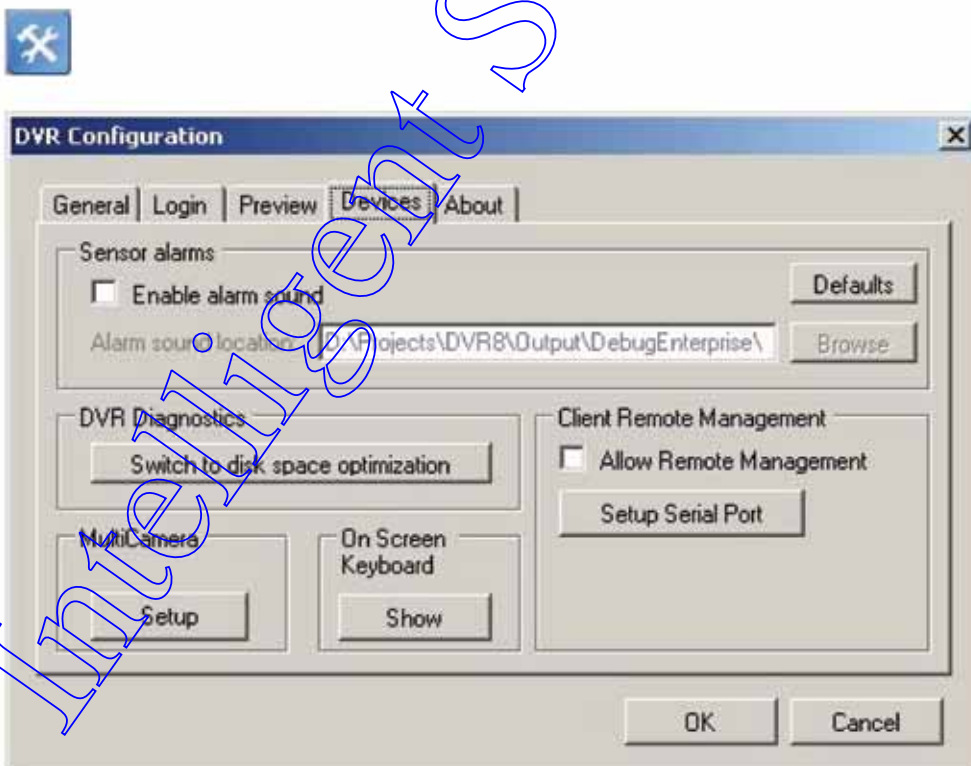 DVR Configuration
General Login Preview Devices About
Sensor alarms
Enable alarm sound
Defaults
Alarm sound location: D:\Projects\DVR8\Output\DebugEnterprise\
Browse
DVR Diagnostics
Switch to disk space optimization
Client Remote Management
Allow Remote Management
Setup Serial Port
MultiCamera
Setup
On Screen
Keyboard
Show
OK Cancel
Intelligent S